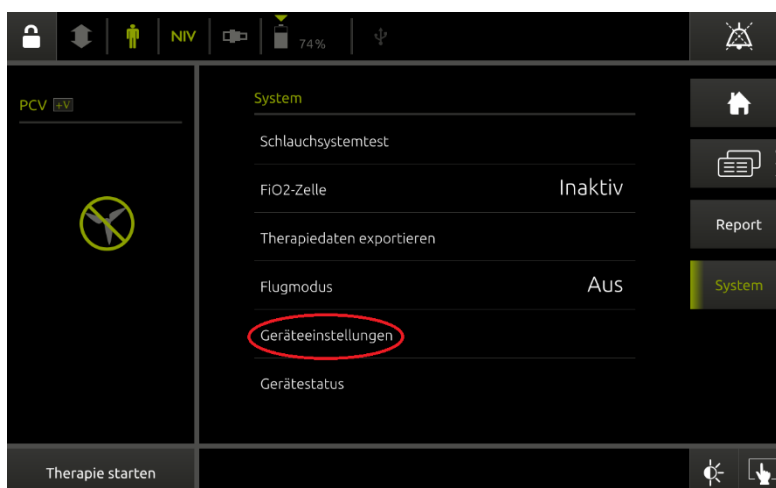 NIV
74%
PCV +V
System
Schlauchsystemtest
FiO2-Zelle Inaktiv
Therapiedaten exportieren
Flugmodus Aus
Geräteeinstellungen
Gerätestatus
Report
System
Therapie starten